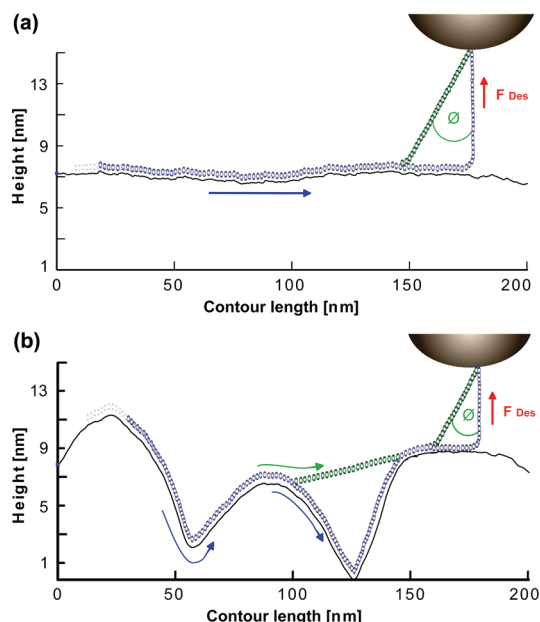 (a)
Height [nm]
13
9
7
5
1
F Des
Ø
0 50 100 150 200
Contour length [nm]
(b)
Height [nm]
13
9
5
1
F Des
Ø
0 50 100 150 200
Contour length [nm]